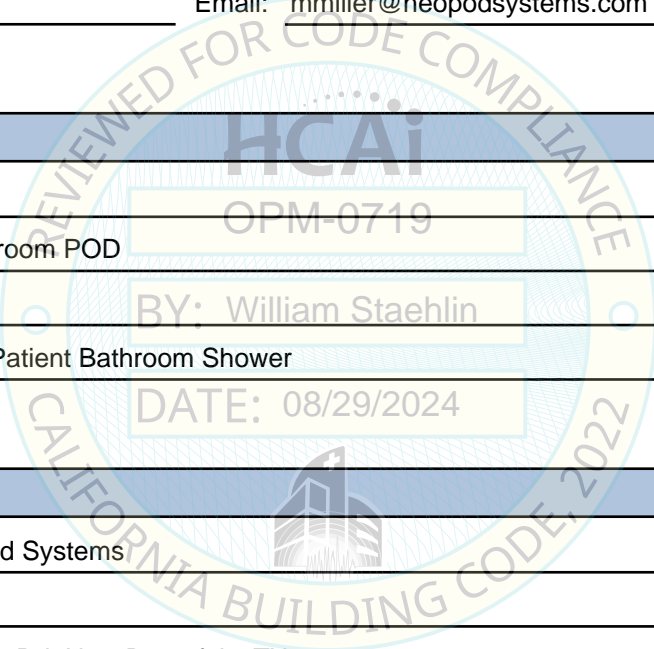 Email: mmiller@neopodsystems.com
REVIEWED FOR CODE COMPLIANCE
HCAi
OPM-0719
room POD
BY: William Staehlin
Patient Bathroom Shower
DATE: 08/29/2024
d Systems
CALIFORNIA BUILDING CODE, 2022